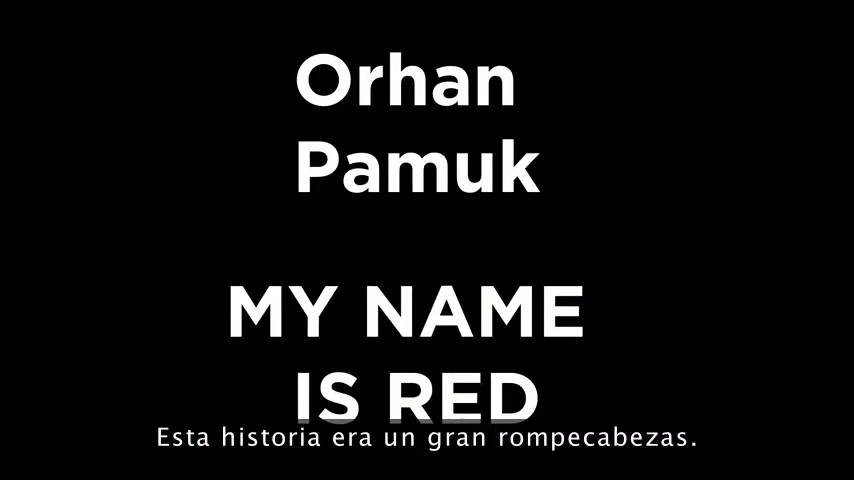 Orhan
Pamuk
MY NAME
IS RED
Esta historia era un gran rompecabezas.